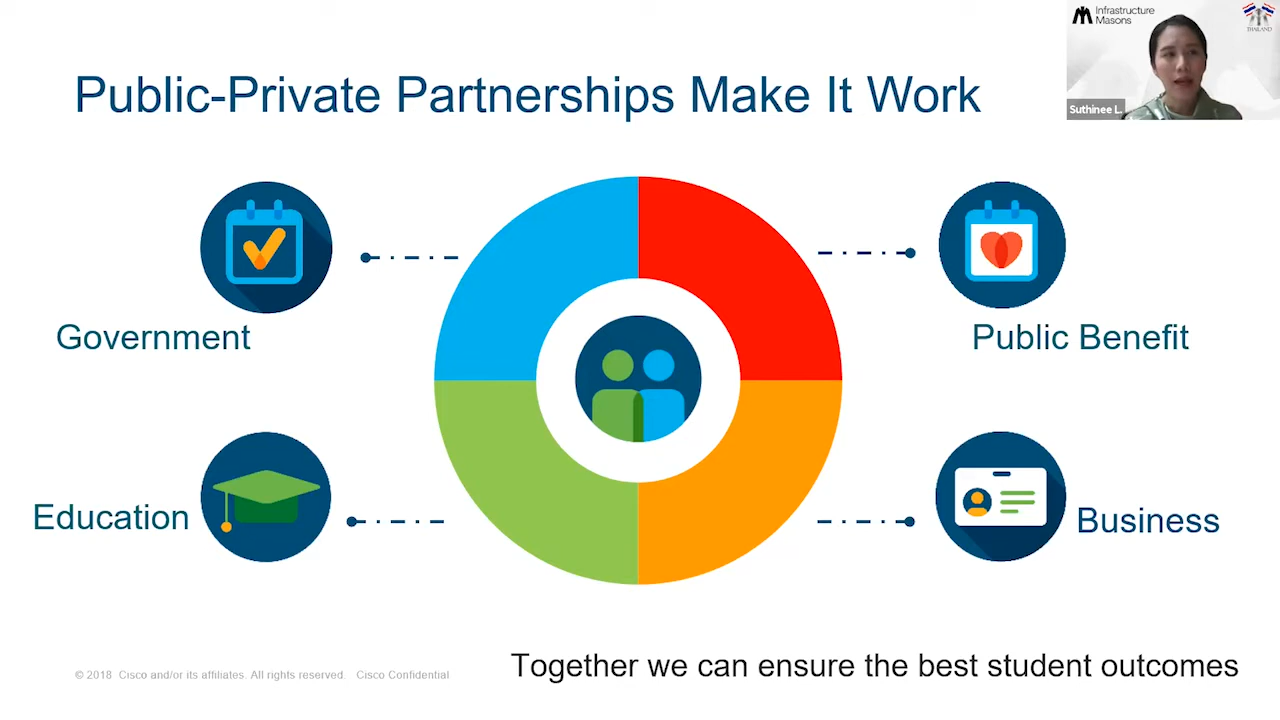 Infrastructure
Masons
THAILAND
Suthinee L.
Public-Private Partnerships Make It Work
Government
Public Benefit
Education
Business
© 2018 Cisco and/or its affiliates. All rights reserved. Cisco Confidential
Together we can ensure the best student outcomes